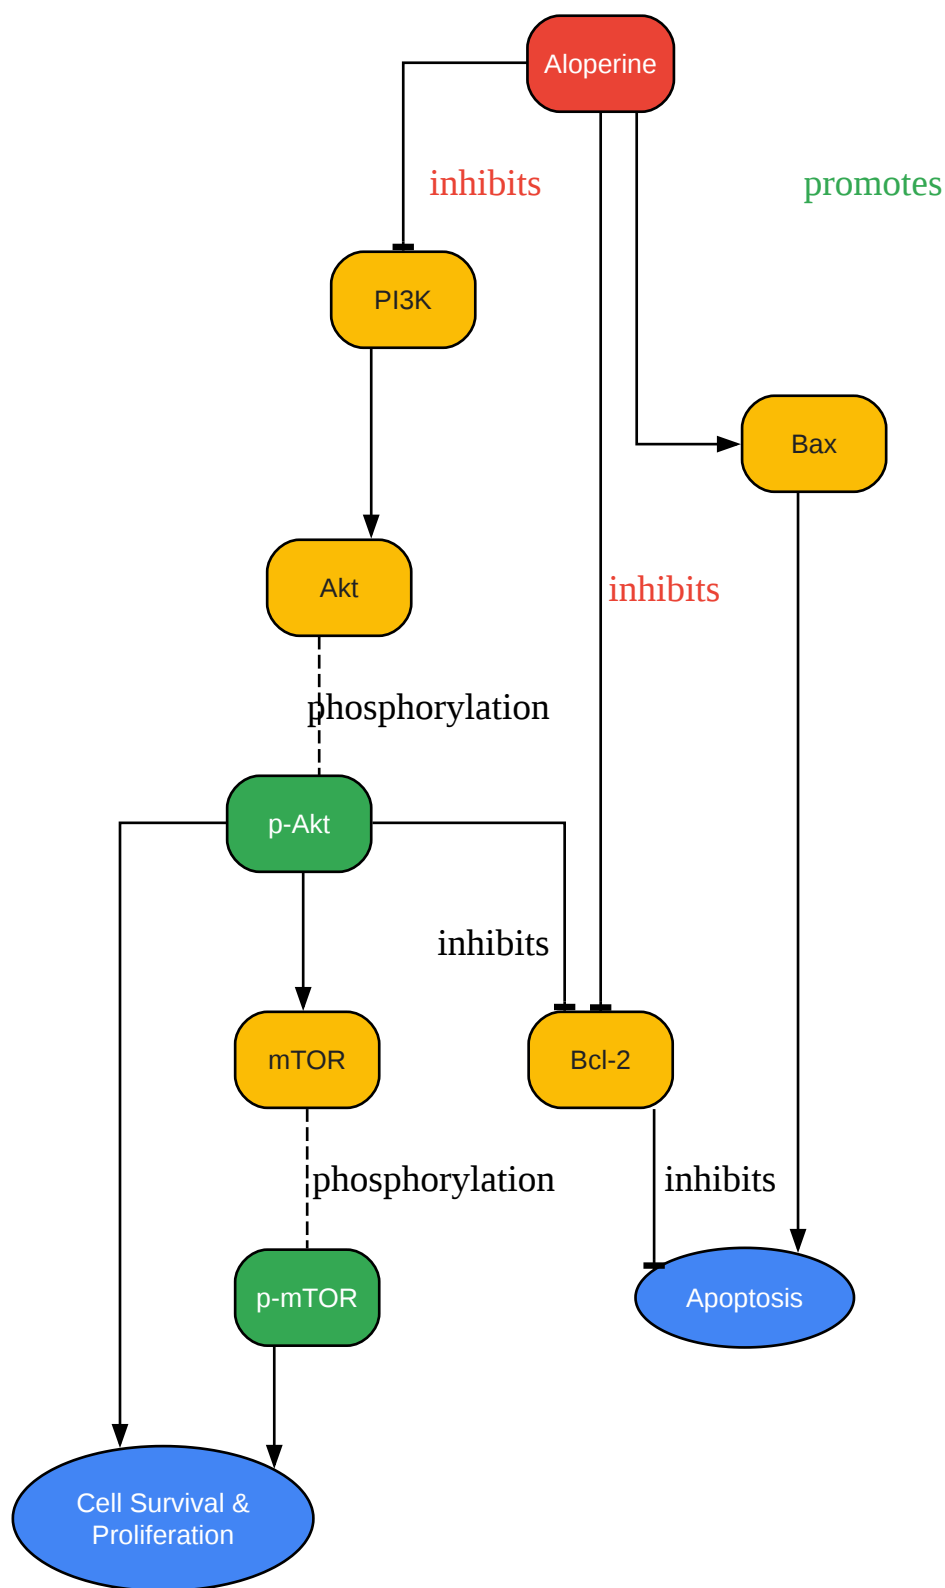 Aloperine
inhibits
promotes
PI3K
Bax
Akt
inhibits
phosphorylation
p-Akt
inhibits
mTOR
Bcl-2
phosphorylation
inhibits
p-mTOR
Apoptosis
Cell Survival &
Proliferation